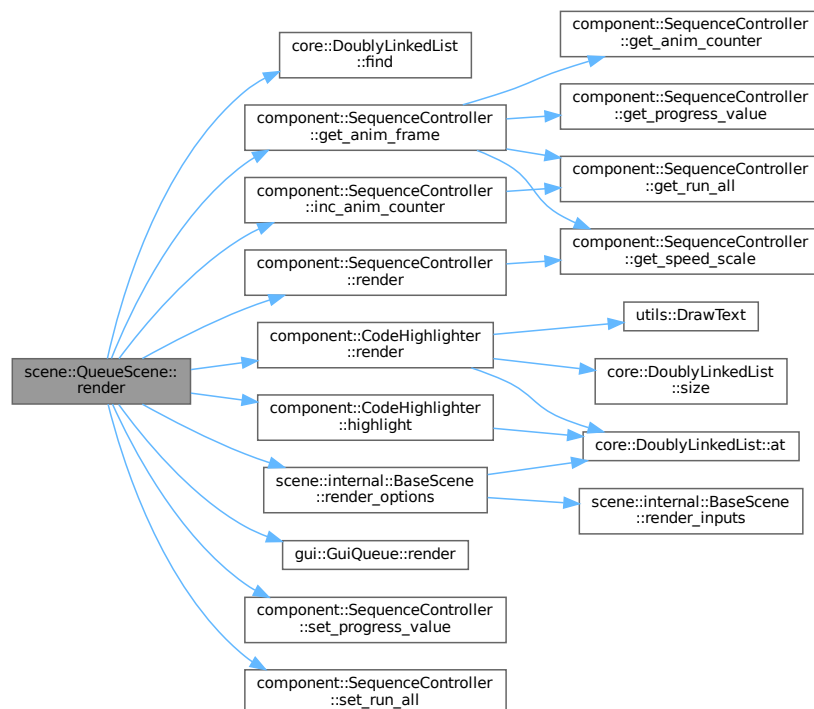 scene::QueueScene::
render
core::DoublyLinkedList
::find
component::SequenceController
::get_anim_frame
component::SequenceController
::inc_anim_counter
component::SequenceController
::render
component::CodeHighlighter
::render
component::CodeHighlighter
::highlight
scene::internal::BaseScene
::render_options
gui::GuiQueue::render
component::SequenceController
::set_progress_value
component::SequenceController
::set_run_all
component::SequenceController
::get_anim_counter
component::SequenceController
::get_progress_value
component::SequenceController
::get_run_all
component::SequenceController
::get_speed_scale
utils::DrawText
core::DoublyLinkedList
::size
core::DoublyLinkedList::at
scene::internal::BaseScene
::render_inputs